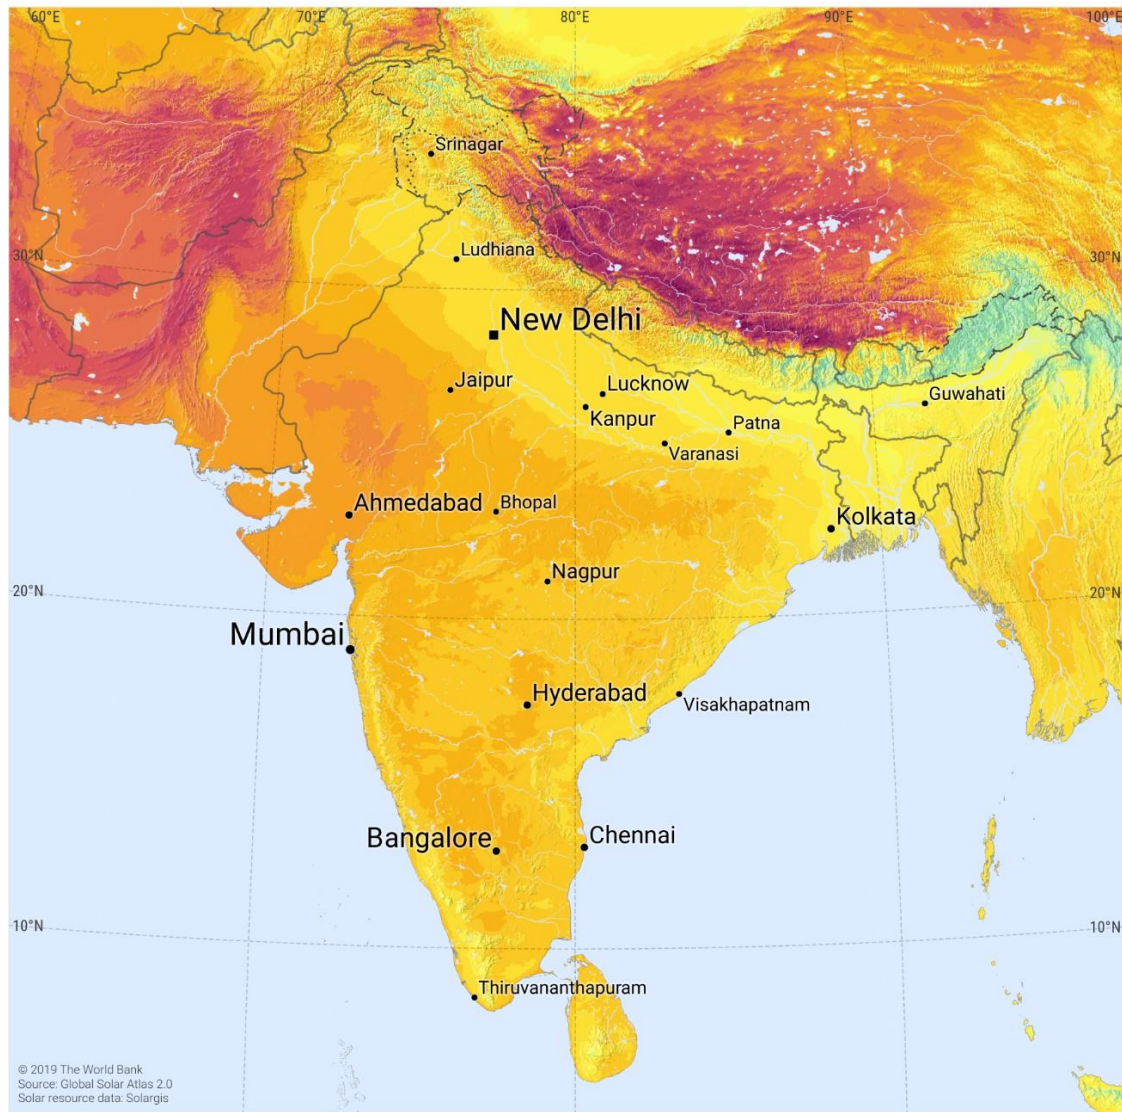 60°E
70°E
80°E
90°E
100°E
Srinagar
Ludhiana
30°N
30°N
New Delhi
Jaipur
Lucknow
Kanpur
Guwahati
Patna
Varanasi
Ahmedabad
Bhopal
Kolkata
Nagpur
20°N
20°N
Mumbai
Hyderabad
Visakhapatnam
Bangalore
Chennai
10°N
10°N
Thiruvananthapuram
© 2019 The World Bank
Source: Global Solar Atlas 2.0
Solar resource data: Solargis